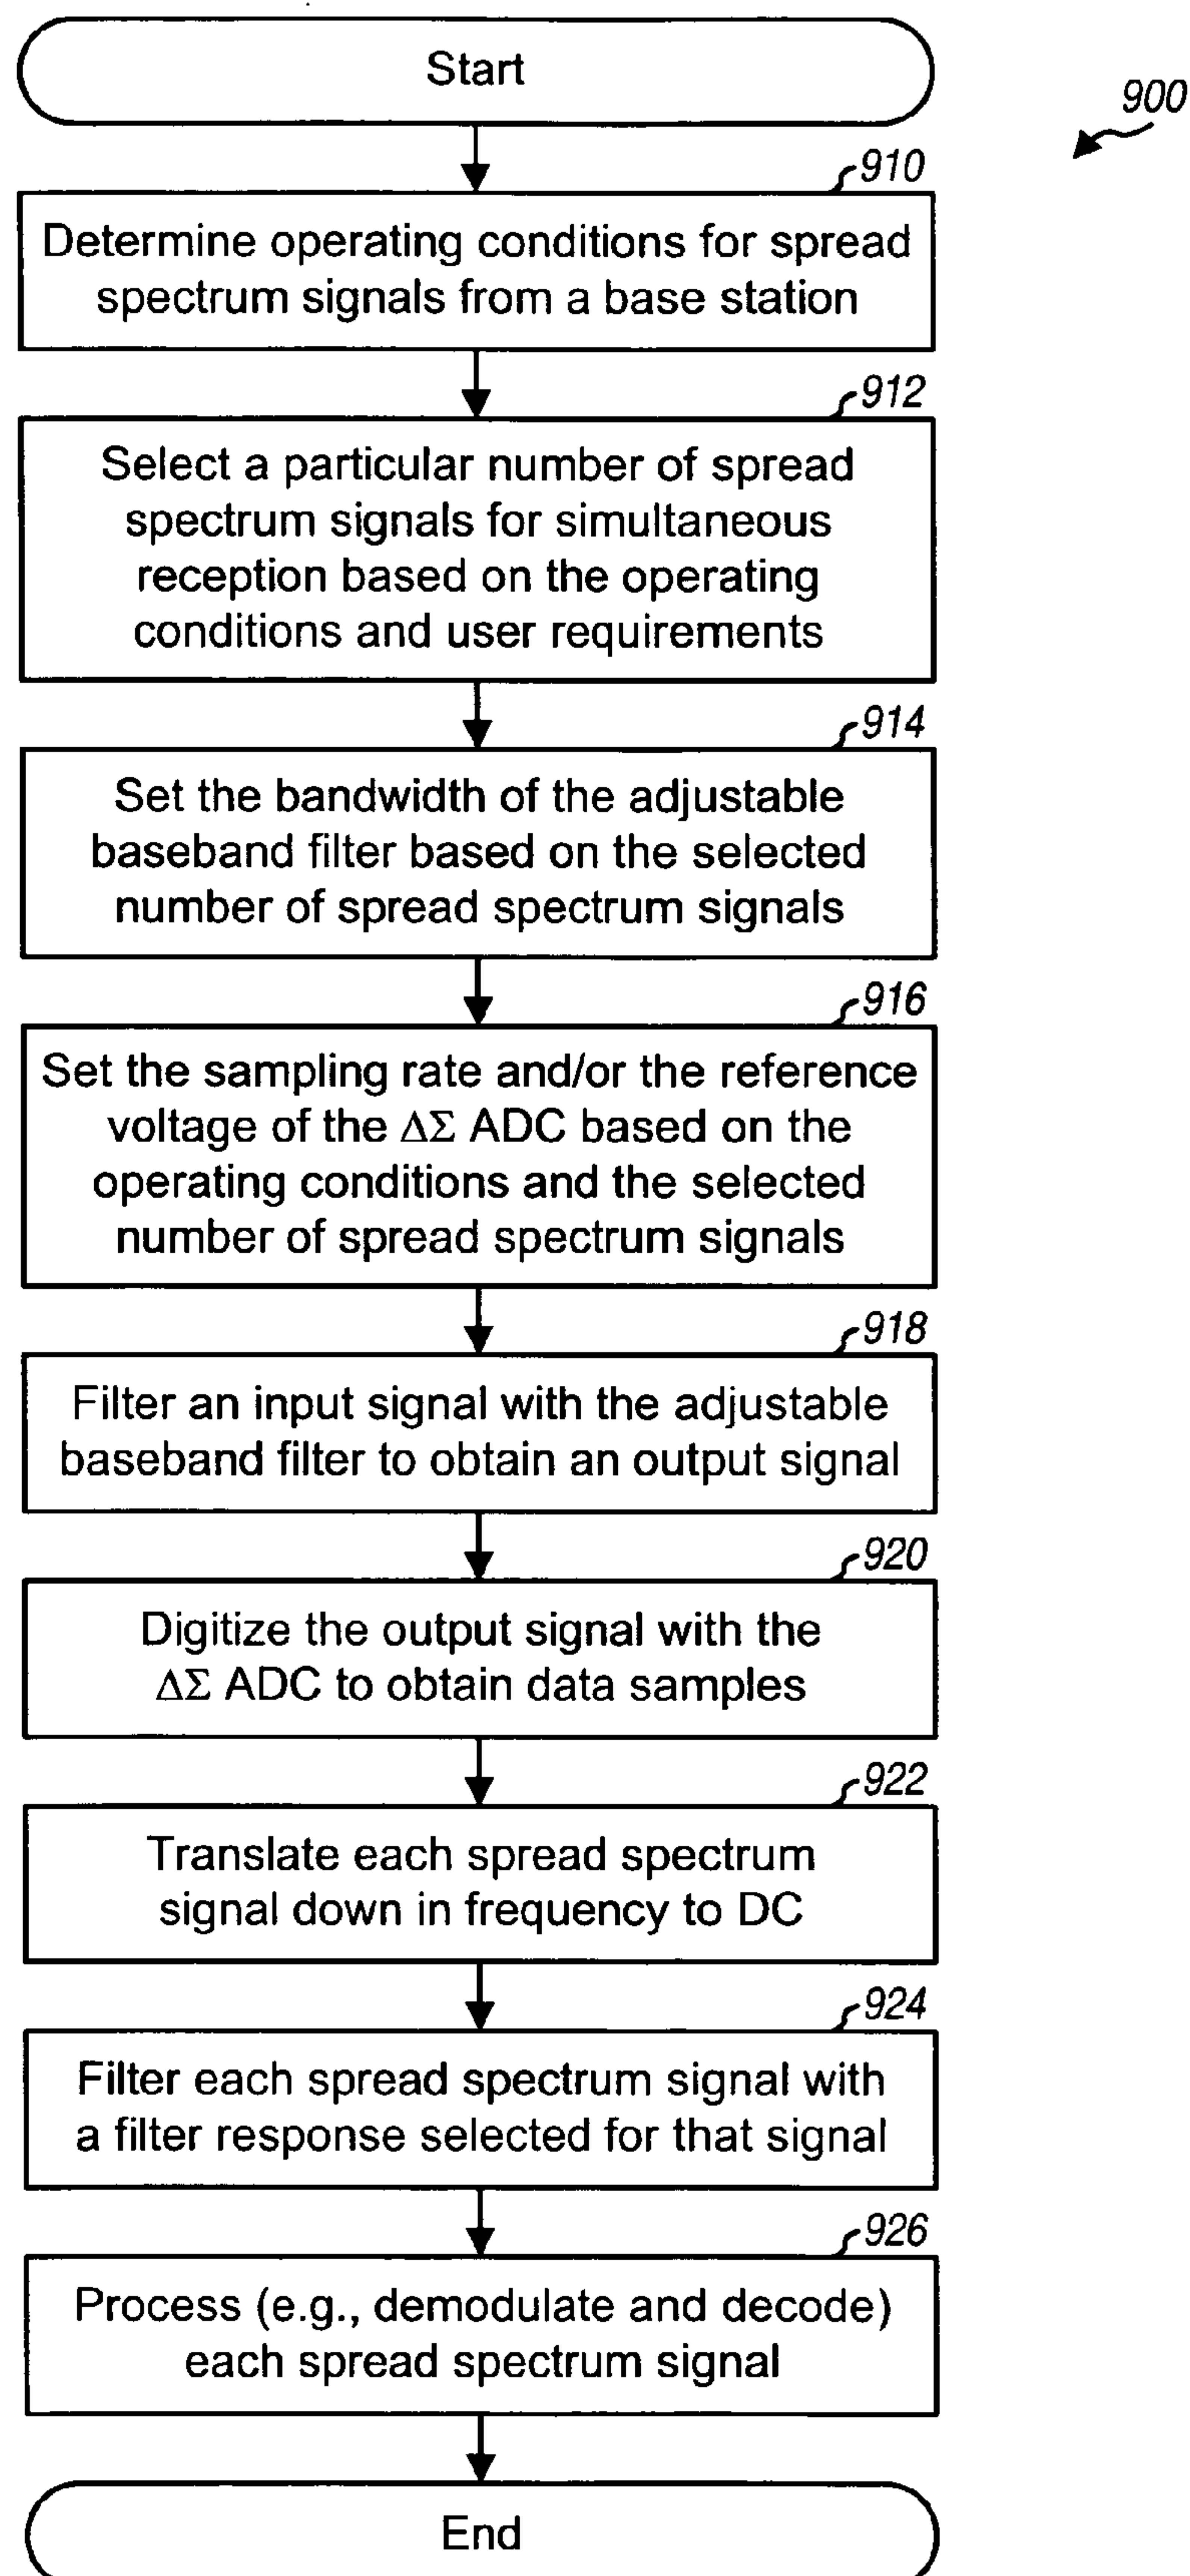 Start
900
910
Determine operating conditions for spread
spectrum signals from a base station
912
Select a particular number of spread
spectrum signals for simultaneous
reception based on the operating
conditions and user requirements
914
Set the bandwidth of the adjustable
baseband filter based on the selected
number of spread spectrum signals
916
Set the sampling rate and/or the reference
voltage of the ΔΣ ADC based on the
operating conditions and the selected
number of spread spectrum signals
918
Filter an input signal with the adjustable
baseband filter to obtain an output signal
920
Digitize the output signal with the
ΔΣ ADC to obtain data samples
922
Translate each spread spectrum
signal down in frequency to DC
924
Filter each spread spectrum signal with
a filter response selected for that signal
926
Process (e.g., demodulate and decode)
each spread spectrum signal
End